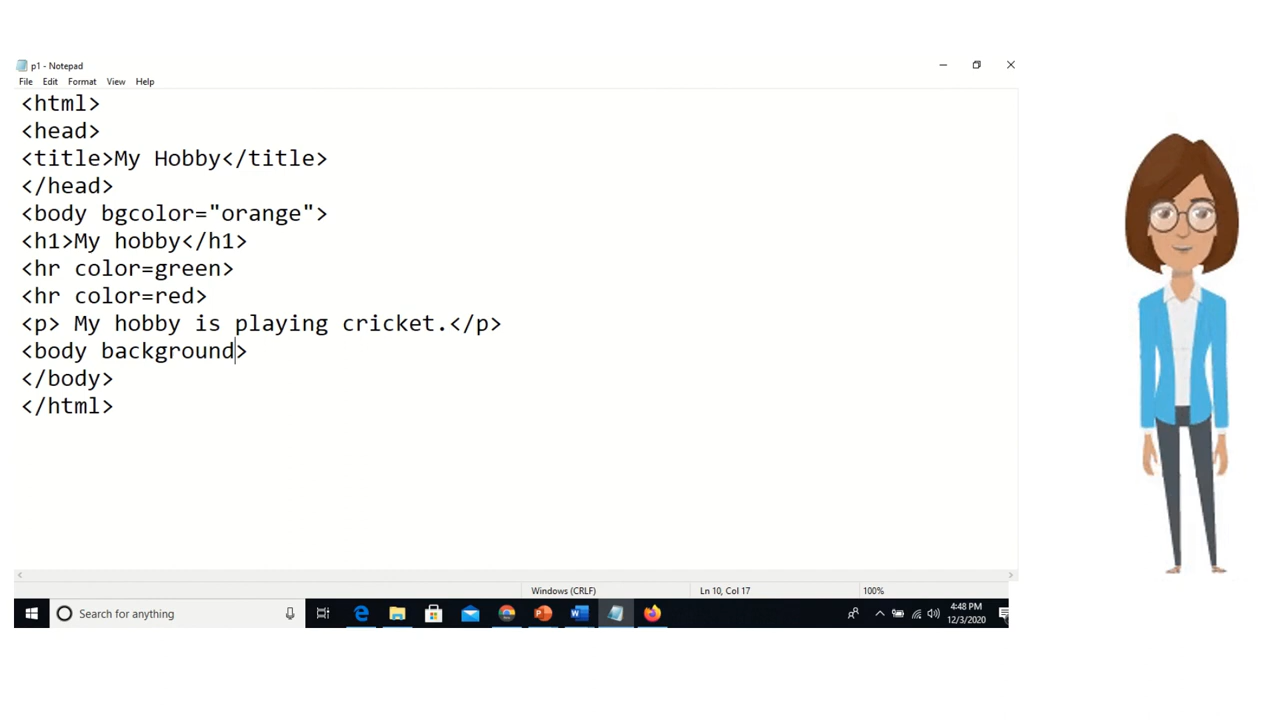 p1 - Notepad
File Edit Format View Help
<html>
<head>
<title>My Hobby</title>
</head>
<body bgcolor="orange">
<h1>My hobby</h1>
<hr color=green>
<hr color=red>
<p> My hobby is playing cricket.</p>
<body background>
</body>
</html>
Windows (CRLF) Ln 10, Col 17 100%
Search for anything
4:48 PM
12/3/2020